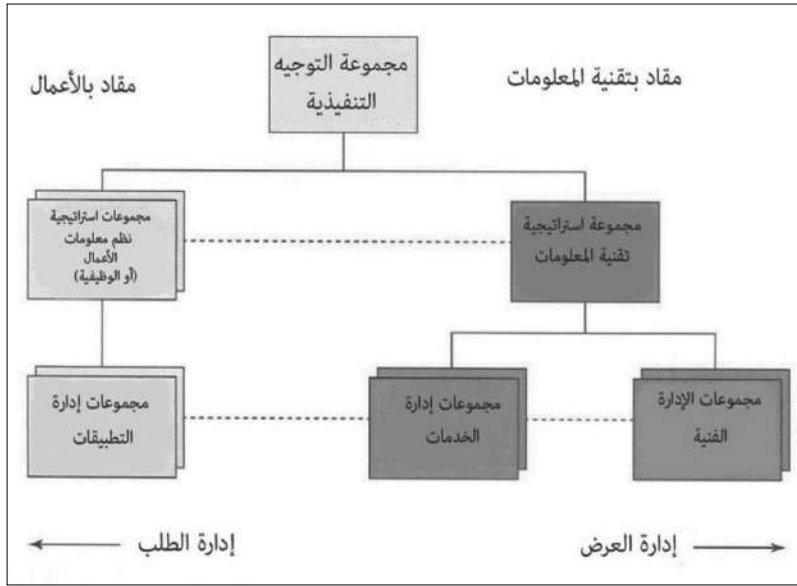 مجموعة التوجيه
التنفيذية
مقاد بتقنية المعلومات
مقاد بالأعمال
مجموعة استراتيجية
تقنية المعلومات
مجموعات استراتيجية
نظم معلومات
الأعمال
(أو الوظيفية)
مجموعات الإدارة
الفنية
مجموعات إدارة
الخدمات
مجموعات إدارة
التطبيقات
إدارة العرض
إدارة الطلب